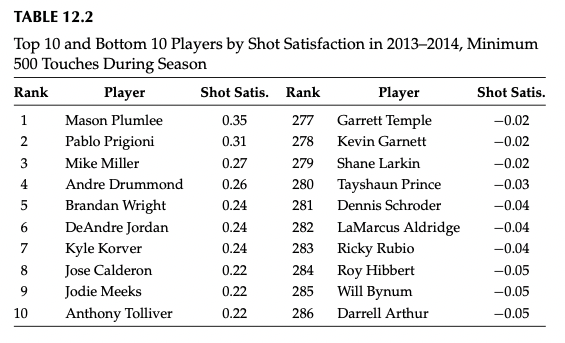 TABLE 12.2
Top 10 and Bottom 10 Players by Shot Satisfaction in 2013–2014, Minimum
500 Touches During Season
Rank Player Shot Satis. Rank Player Shot Satis.
1 Mason Plumlee 0.35 277 Garrett Temple −0.02
2 Pablo Prigioni 0.31 278 Kevin Garnett −0.02
3 Mike Miller 0.27 279 Shane Larkin −0.02
4 Andre Drummond 0.26 280 Tayshaun Prince −0.03
5 Brandan Wright 0.24 281 Dennis Schroder −0.04
6 DeAndre Jordan 0.24 282 LaMarcus Aldridge −0.04
7 Kyle Korver 0.24 283 Ricky Rubio −0.04
8 Jose Calderon 0.22 284 Roy Hibbert −0.05
9 Jodie Meeks 0.22 285 Will Bynum −0.05
10 Anthony Tolliver 0.22 286 Darrell Arthur −0.05